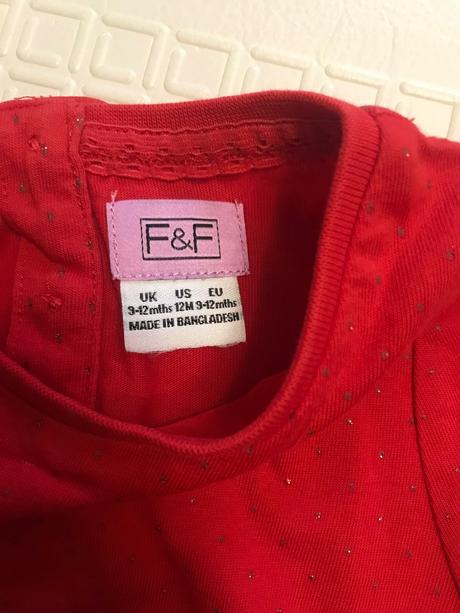 F&F
UK US EU
9-12mths 12M 9-12mths
MADE IN BANGLADESH